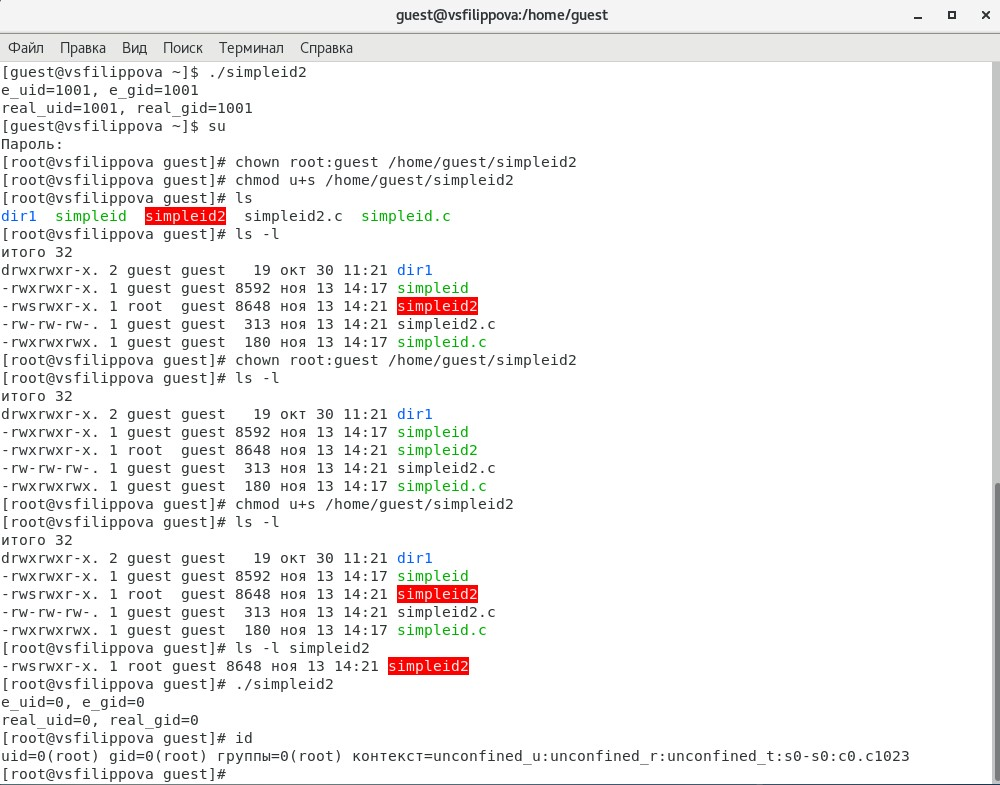 guest@vsfilippova:/home/guest
Файл Правка Вид Поиск Терминал Справка
[guest@vsfilippova ~]$ ./simpleid2
e_uid=1001, e_gid=1001
real_uid=1001, real_gid=1001
[guest@vsfilippova ~]$ su
Пароль:
[root@vsfilippova guest]# chown root:guest /home/guest/simpleid2
[root@vsfilippova guest]# chmod u+s /home/guest/simpleid2
[root@vsfilippova guest]# ls
dir1  simpleid  simpleid2  simpleid2.c  simpleid.c
[root@vsfilippova guest]# ls -l
итого 32
drwxrwxr-x. 2 guest guest   19 окт 30 11:21 dir1
-rwxrwxr-x. 1 guest guest 8592 ноя 13 14:17 simpleid
-rwsrwxr-x. 1 root  guest 8648 ноя 13 14:21 simpleid2
-rw-rw-rw-. 1 guest guest  313 ноя 13 14:21 simpleid2.c
-rwxrwxrwx. 1 guest guest  180 ноя 13 14:17 simpleid.c
[root@vsfilippova guest]# chown root:guest /home/guest/simpleid2
[root@vsfilippova guest]# ls -l
итого 32
drwxrwxr-x. 2 guest guest   19 окт 30 11:21 dir1
-rwxrwxr-x. 1 guest guest 8592 ноя 13 14:17 simpleid
-rwxrwxr-x. 1 root  guest 8648 ноя 13 14:21 simpleid2
-rw-rw-rw-. 1 guest guest  313 ноя 13 14:21 simpleid2.c
-rwxrwxrwx. 1 guest guest  180 ноя 13 14:17 simpleid.c
[root@vsfilippova guest]# chmod u+s /home/guest/simpleid2
[root@vsfilippova guest]# ls -l
итого 32
drwxrwxr-x. 2 guest guest   19 окт 30 11:21 dir1
-rwxrwxr-x. 1 guest guest 8592 ноя 13 14:17 simpleid
-rwsrwxr-x. 1 root  guest 8648 ноя 13 14:21 simpleid2
-rw-rw-rw-. 1 guest guest  313 ноя 13 14:21 simpleid2.c
-rwxrwxrwx. 1 guest guest  180 ноя 13 14:17 simpleid.c
[root@vsfilippova guest]# ls -l simpleid2
-rwsrwxr-x. 1 root guest 8648 ноя 13 14:21 simpleid2
[root@vsfilippova guest]# ./simpleid2
e_uid=0, e_gid=0
real_uid=0, real_gid=0
[root@vsfilippova guest]# id
uid=0(root) gid=0(root) группы=0(root) контекст=unconfined_u:unconfined_r:unconfined_t:s0-s0:c0.c1023
[root@vsfilippova guest]#